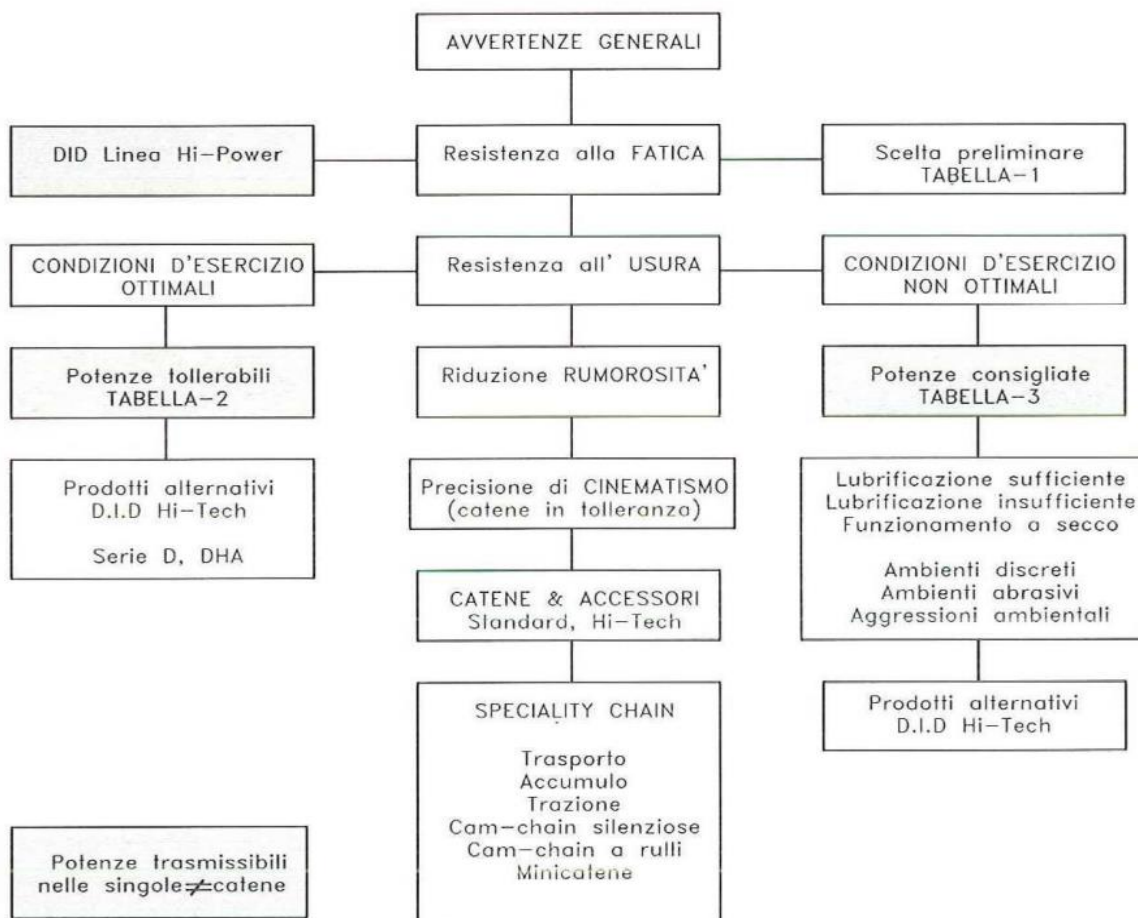 AVVERTENZE GENERALI
DID Linea Hi-Power
Resistenza alla FATICA
Scelta preliminare
TABELLA-1
CONDIZIONI D'ESERCIZIO
OTTIMALI
Resistenza all' USURA
CONDIZIONI D'ESERCIZIO
NON OTTIMALI
Potenze tollerabili
TABELLA-2
Riduzione RUMOROSITA'
Potenze consigliate
TABELLA-3
Prodotti alternativi
D.I.D Hi-Tech
Serie D, DHA
Precisione di CINEMATISMO
(catene in tolleranza)
Lubrificazione sufficiente
Lubrificazione insufficiente
Funzionamento a secco
Ambienti discreti
Ambienti abrasivi
Aggressioni ambientali
CATENE & ACCESSORI
Standard, Hi-Tech
SPECIALITY CHAIN
Trasporto
Accumulo
Trazione
Cam-chain silenziose
Cam-chain a rulli
Minicatene
Prodotti alternativi
D.I.D Hi-Tech
Potenze trasmissibili
nelle singole≠catene